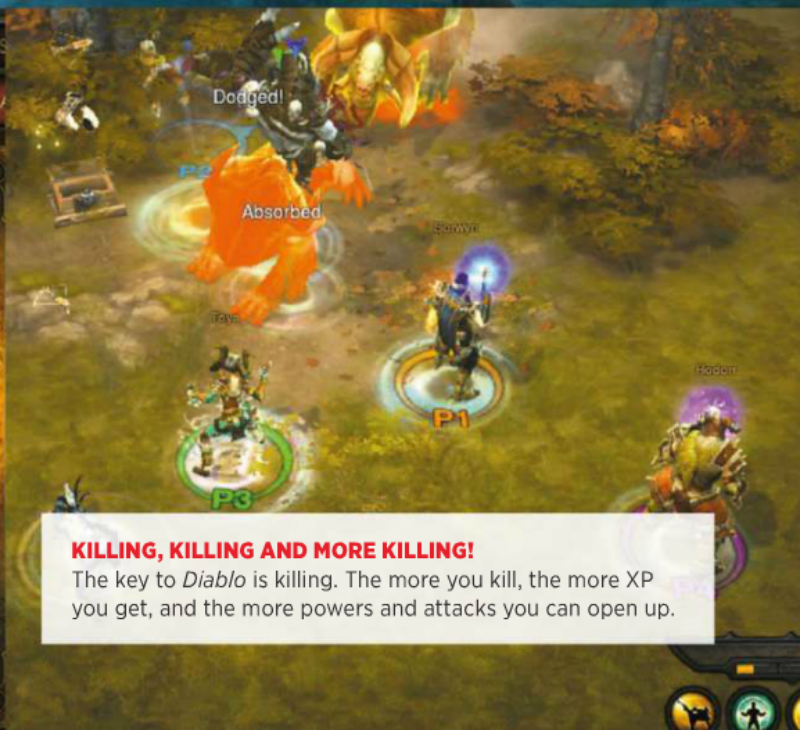 Dodged!
P2
Absorbed
Hodorr
P1
P3
KILLING, KILLING AND MORE KILLING!
The key to Diablo is killing. The more you kill, the more XP
you get, and the more powers and attacks you can open up.